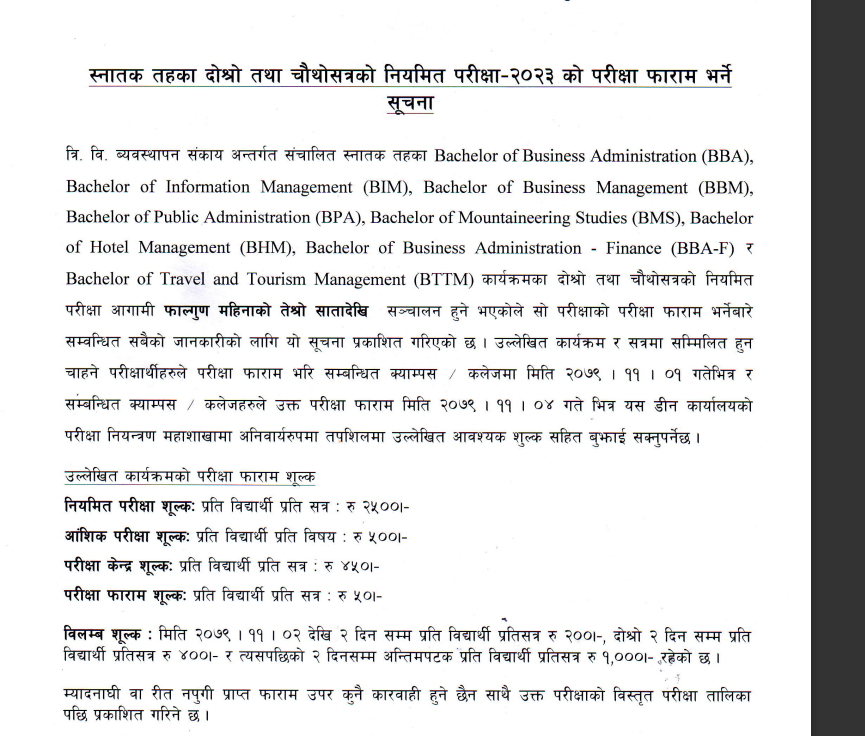 स्नातक तहका दोश्रो तथा चौथोसत्रको नियमित परीक्षा-२०२३ को परीक्षा फाराम भर्ने
सूचना
त्रि. वि. व्यवस्थापन संकाय अन्तर्गत संचालित स्नातक तहका Bachelor of Business Administration (BBA),
Bachelor of Information Management (BIM), Bachelor of Business Management (BBM),
Bachelor of Public Administration (BPA), Bachelor of Mountaineering Studies (BMS), Bachelor
of Hotel Management (BHM), Bachelor of Business Administration - Finance (BBA-F) र
Bachelor of Travel and Tourism Management (BTTM) कार्यक्रमका दोश्रो तथा चौथोसत्रको नियमित
परीक्षा आगामी फाल्गुण महिनाको तेश्रो सातादेखि सञ्चालन हुने भएकोले सो परीक्षाको परीक्षा फाराम भर्नेबारे
सम्वन्धित सबैको जानकारीको लागि यो सूचना प्रकाशित गरिएको छ । उल्लेखित कार्यक्रम र सत्रमा सम्मिलित हुन
चाहने परीक्षार्थीहरुले परीक्षा फाराम भरि सम्बन्धित क्याम्पस / कलेजमा मिति २०७९ । ११ । ०१ गतेभित्र र
सम्बन्धित क्याम्पस / कलेजहरुले उक्त परीक्षा फाराम मिति २०७९ । ११ । ०४ गते भित्र यस डीन कार्यालयको
परीक्षा नियन्त्रण महाशाखामा अनिवार्यरुपमा तपशिलमा उल्लेखित आवश्यक शुल्क सहित बुझाई सक्नुपर्नेछ ।
उल्लेखित कार्यक्रमको परीक्षा फाराम शूल्क
नियमित परीक्षा शूल्कः प्रति विद्यार्थी प्रति सत्र : रु २५००।-
आंशिक परीक्षा शूल्कः प्रति विद्यार्थी प्रति विषय : रु ५००।-
परीक्षा केन्द्र शूल्कः प्रति विद्यार्थी प्रति सत्र : रु ४५०।-
परीक्षा फाराम शूल्कः प्रति विद्यार्थी प्रति सत्र : रु ५०।-
विलम्ब शूल्क : मिति २०७९ । ११ । ०२ देखि २ दिन सम्म प्रति विद्यार्थी प्रतिसत्र रु २००।-, दोश्रो २ दिन सम्म प्रति
विद्यार्थी प्रतिसत्र रु ४००।- र त्यसपछिको २ दिनसम्म अन्तिमपटक प्रति विद्यार्थी प्रतिसत्र रु १,०००।- रहेको छ ।
म्यादनाघी वा रीत नपुगी प्राप्त फाराम उपर कुनै कारवाही हुने छैन साथै उक्त परीक्षाको विस्तृत परीक्षा तालिका
पछि प्रकाशित गरिने छ ।